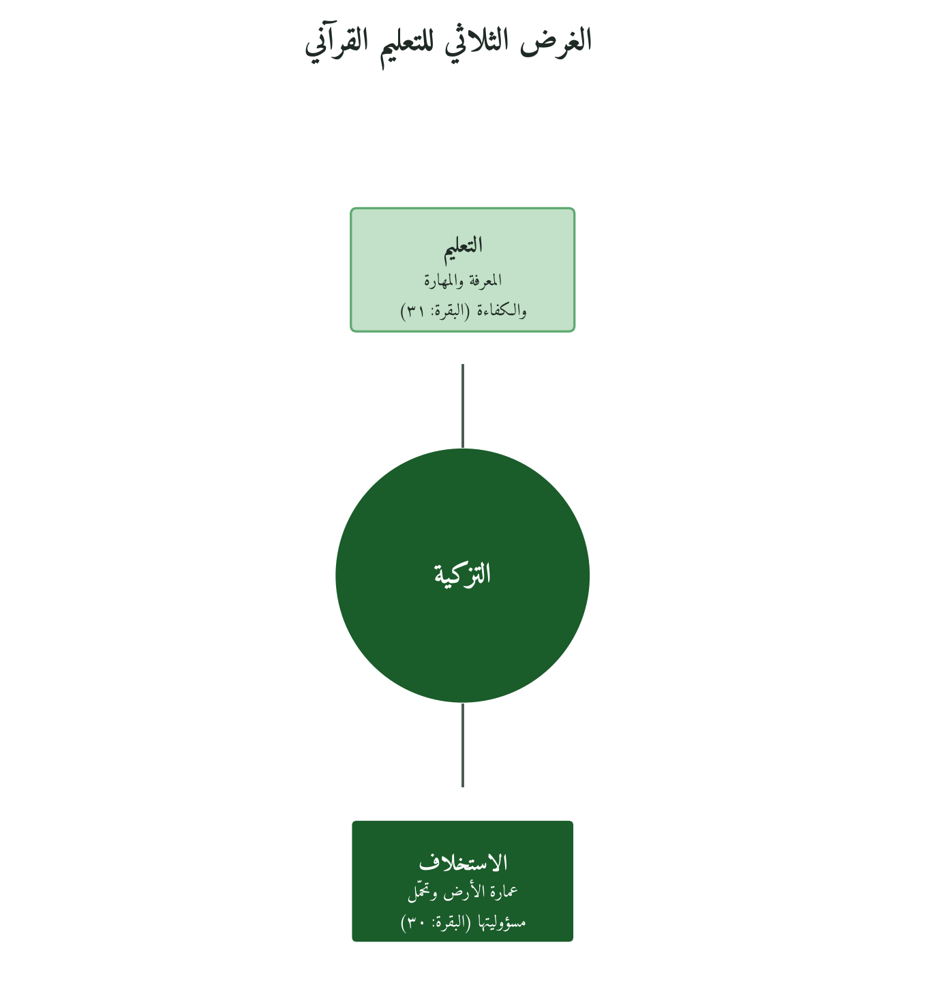 الغرض الثلاثي للتعليم القرآني
التعليم
المعرفة والمهارة
والكفاءة (البقرة: ٣١)
التزكية
الاستخلاف
عمارة الأرض وتحمّل
مسؤوليتها (البقرة: ٣٠)